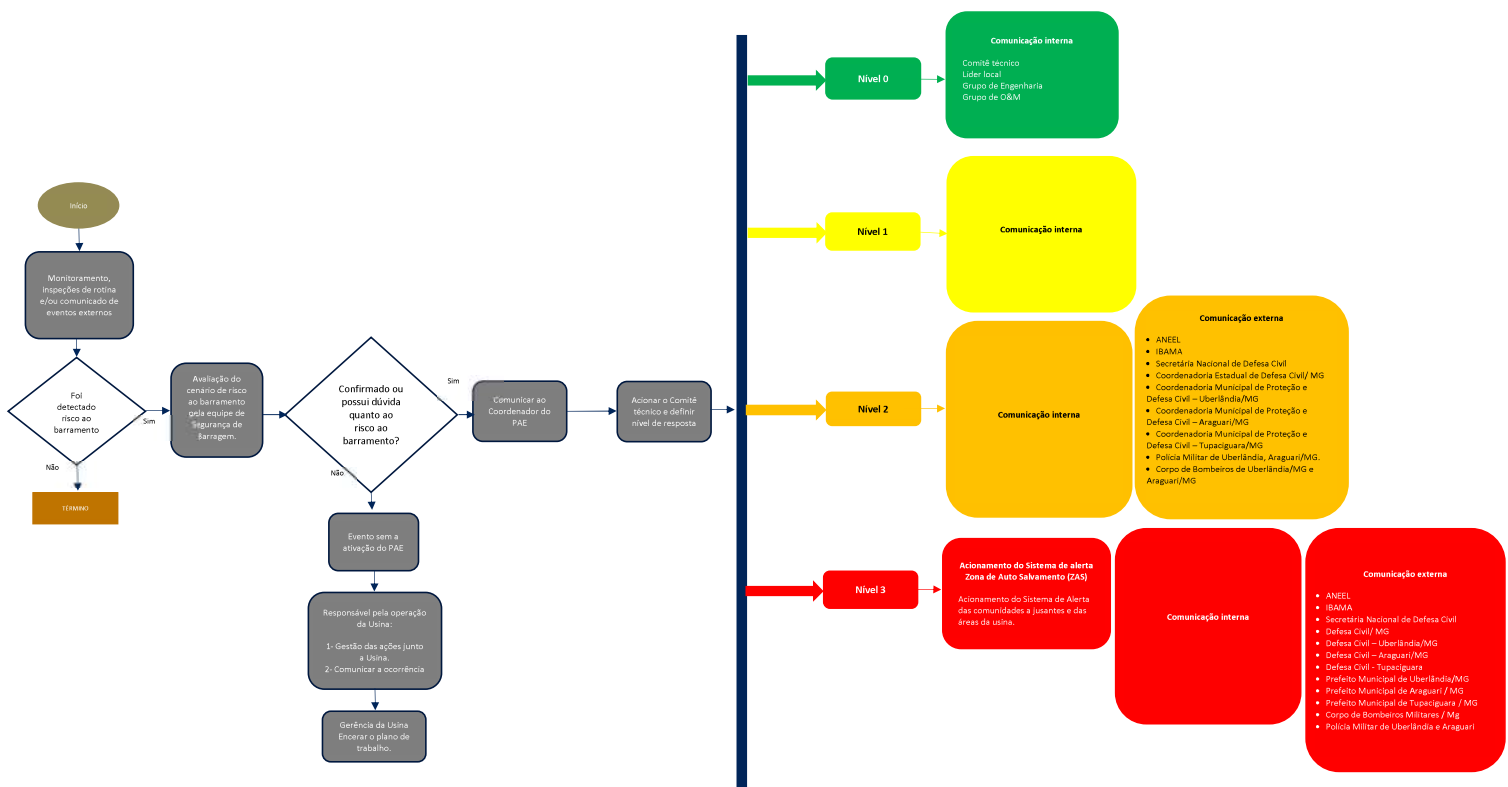 Início
Monitoramento,
inspeções de rotina
e/ou comunicado de
eventos externos
Foi
detectado
risco ao
barramento
Sim
Não
TÉRMINO
Avaliação do
cenário de risco
ao barramento
pela equipe de
Segurança de
Barragem.
Confirmado ou
possui dúvida
quanto ao
risco ao
barramento?
Sim
Não
Comunicar ao
Coordenador do
PAE
Acionar o Comitê
técnico e definir
nível de resposta
Evento sem a
ativação do PAE
Responsável pela operação
da Usina:
1- Gestão das ações junto
a Usina.
2- Comunicar a ocorrência
Gerência da Usina
Encerar o plano de
trabalho.
Nível 0
Comunicação interna
Comitê técnico
Lider local
Grupo de Engenharia
Grupo de O&M
Nível 1
Comunicação interna
Nível 2
Comunicação interna
Comunicação externa
• ANEEL
• IBAMA
• Secretária Nacional de Defesa Civil
• Coordenadoria Estadual de Defesa Civil/ MG
• Coordenadoria Municipal de Proteção e
Defesa Civil – Uberlândia/MG
• Coordenadoria Municipal de Proteção e
Defesa Civil – Araguari/MG
• Coordenadoria Municipal de Proteção e
Defesa Civil – Tupaciguara/MG
• Polícia Militar de Uberlândia, Araguari/MG.
• Corpo de Bombeiros de Uberlândia/MG e
Araguari/MG
Nível 3
Acionamento do Sistema de alerta
Zona de Auto Salvamento (ZAS)
Acionamento do Sistema de Alerta
das comunidades a jusantes e das
áreas da usina.
Comunicação interna
Comunicação externa
• ANEEL
• IBAMA
• Secretária Nacional de Defesa Civil
• Defesa Civil/ MG
• Defesa Civil – Uberlândia/MG
• Defesa Civil – Araguari/MG
• Defesa Civil - Tupaciguara
• Prefeito Municipal de Uberlândia/MG
• Prefeito Municipal de Araguari / MG
• Prefeito Municipal de Tupaciguara / MG
• Corpo de Bombeiros Militares / Mg
• Polícia Militar de Uberlândia e Araguari